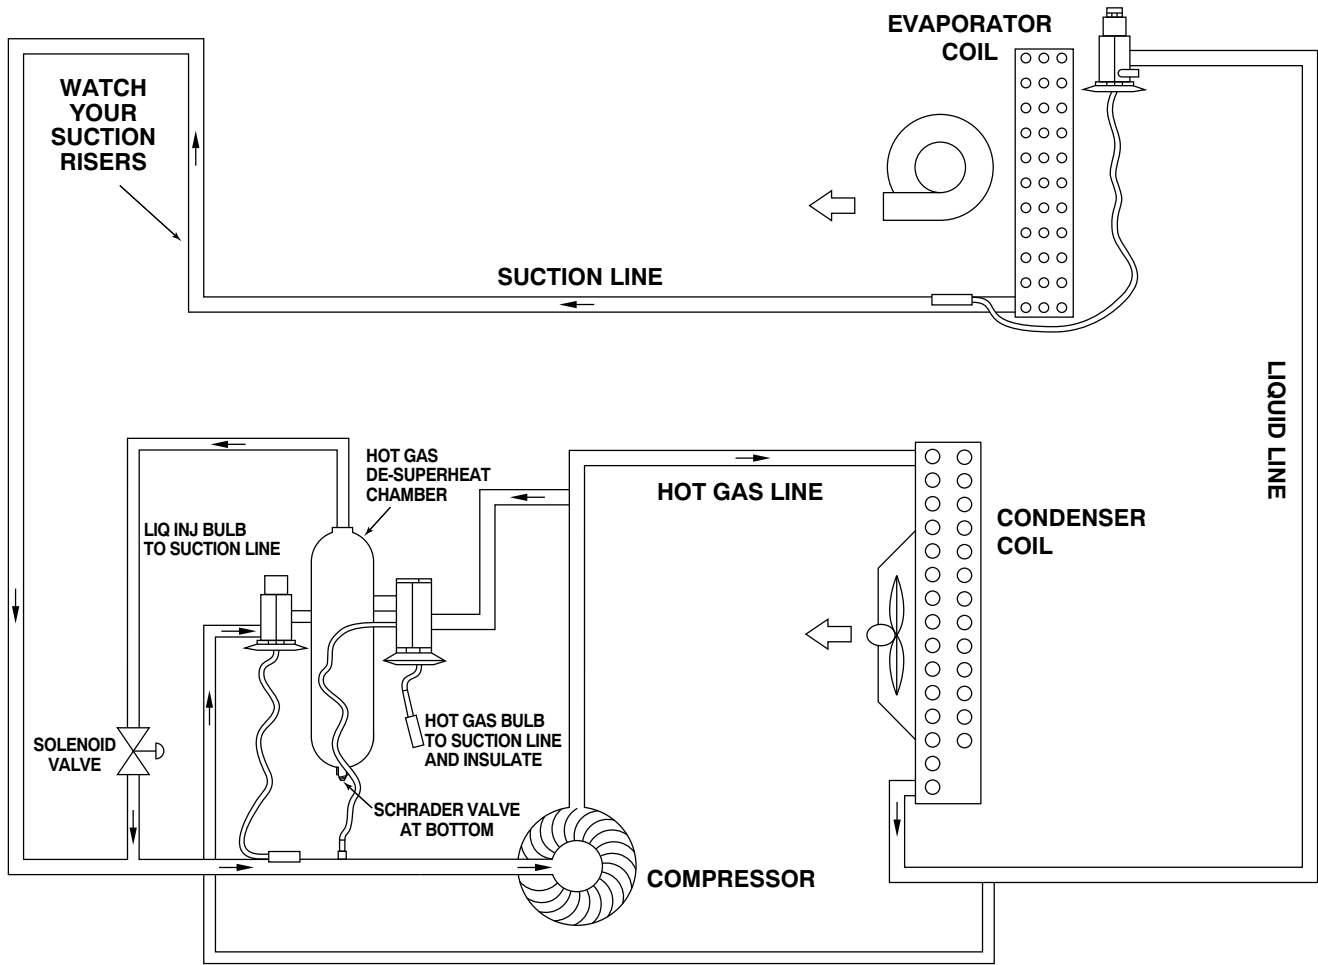 EVAPORATOR
COIL
WATCH
YOUR
SUCTION
RISERS
SUCTION LINE
LIQUID LINE
HOT GAS
DE-SUPERHEAT
CHAMBER
HOT GAS LINE
LIQ INJ BULB
TO SUCTION LINE
CONDENSER
COIL
HOT GAS BULB
TO SUCTION LINE
AND INSULATE
SOLENOID
VALVE
SCHRADER VALVE
AT BOTTOM
COMPRESSOR